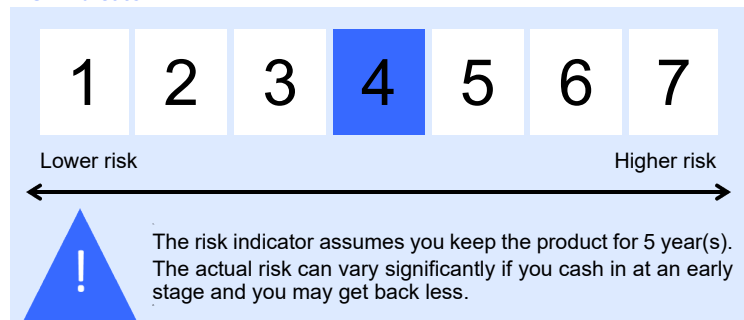 1 2 3 4 5 6 7
Lower risk Higher risk
! The risk indicator assumes you keep the product for 5 year(s).
The actual risk can vary significantly if you cash in at an early
stage and you may get back less.